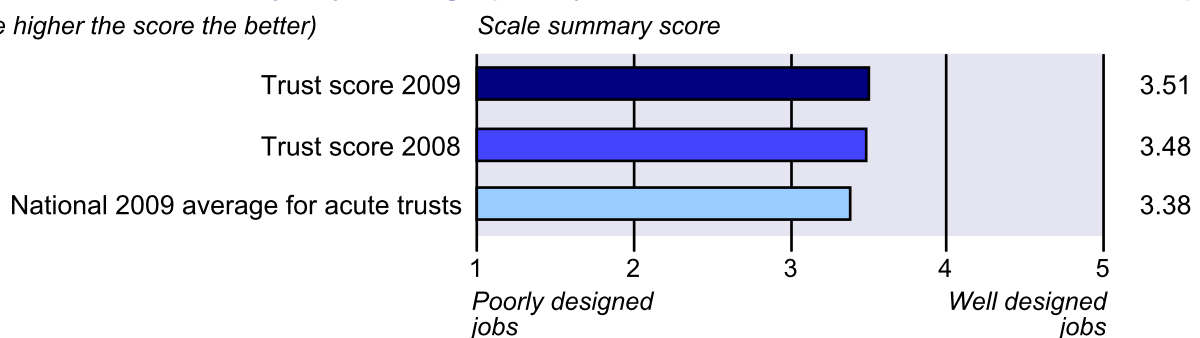 e higher the score the better)
Scale summary score
Trust score 2009 3.51
Trust score 2008 3.48
National 2009 average for acute trusts 3.38
1 2 3 4 5
Poorly designed jobs
Well designed jobs